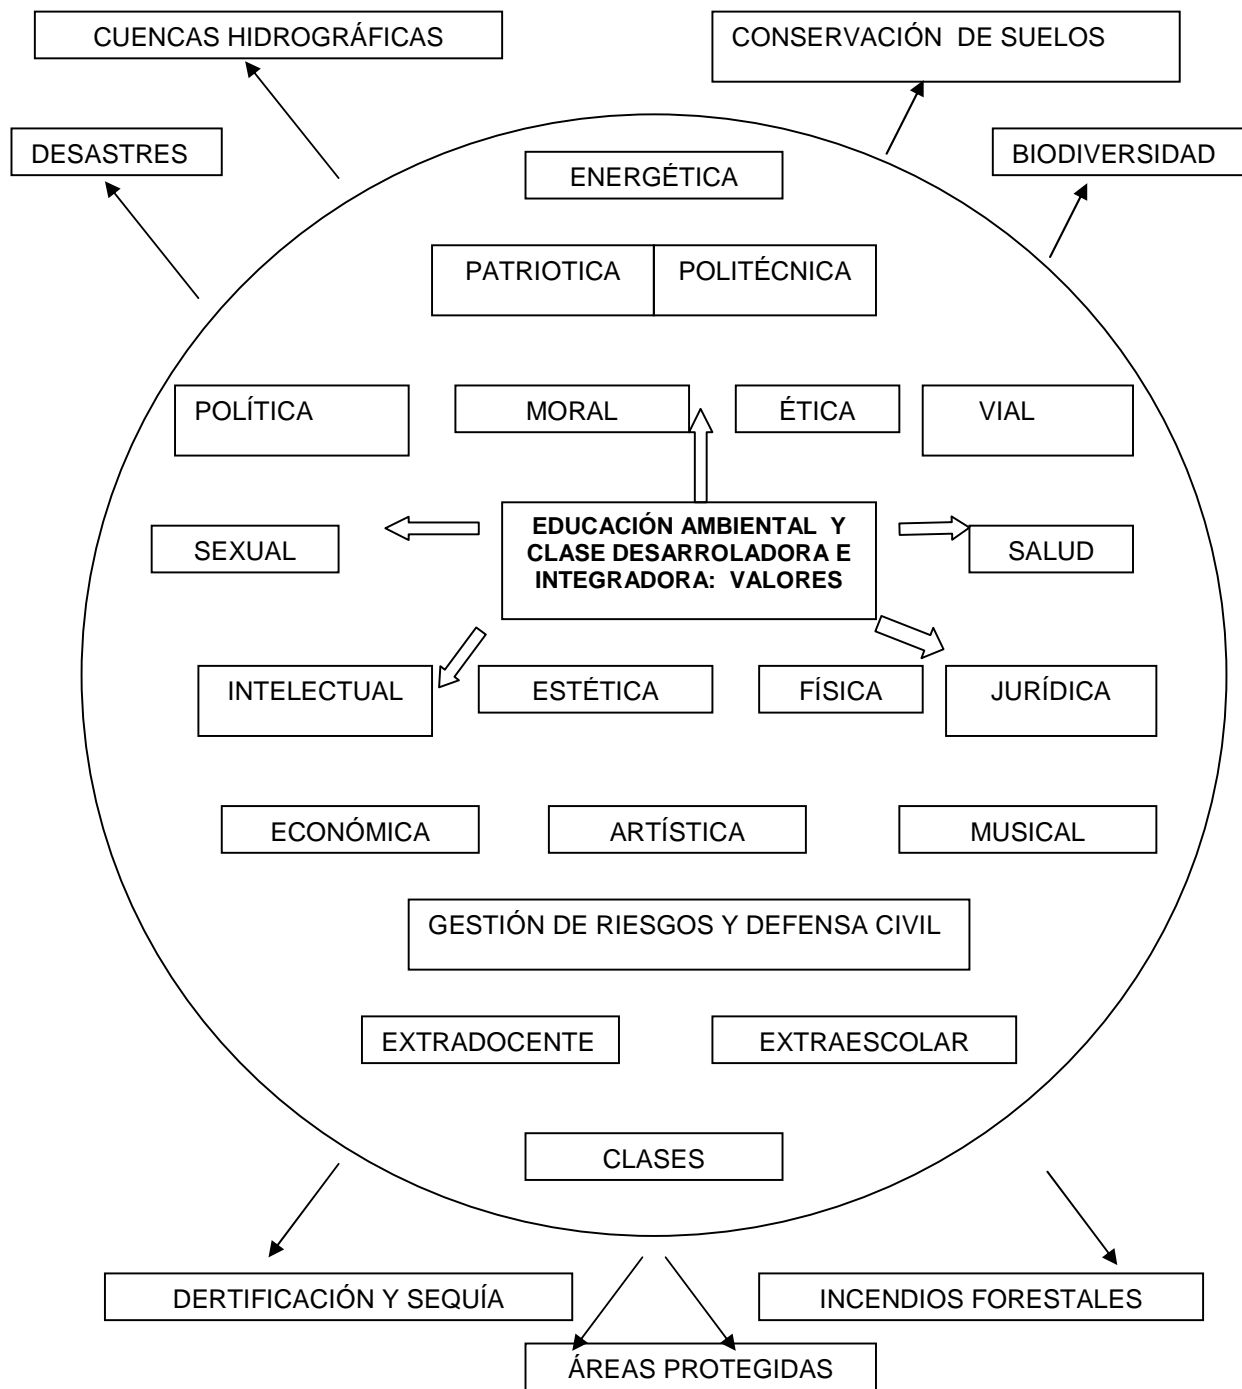 CUENCAS HIDROGRÁFICAS
CONSERVACIÓN DE SUELOS
DESASTRES
BIODIVERSIDAD
ENERGÉTICA
PATRIOTICA
POLITÉCNICA
POLÍTICA
MORAL
ÉTICA
VIAL
EDUCACIÓN AMBIENTAL Y
CLASE DESARROLADORA E
INTEGRADORA: VALORES
SEXUAL
SALUD
INTELECTUAL
ESTÉTICA
FÍSICA
JURÍDICA
ECONÓMICA
ARTÍSTICA
MUSICAL
GESTIÓN DE RIESGOS Y DEFENSA CIVIL
EXTRADOCENTE
EXTRAESCOLAR
CLASES
DERTIFICACIÓN Y SEQUÍA
INCENDIOS FORESTALES
ÁREAS PROTEGIDAS